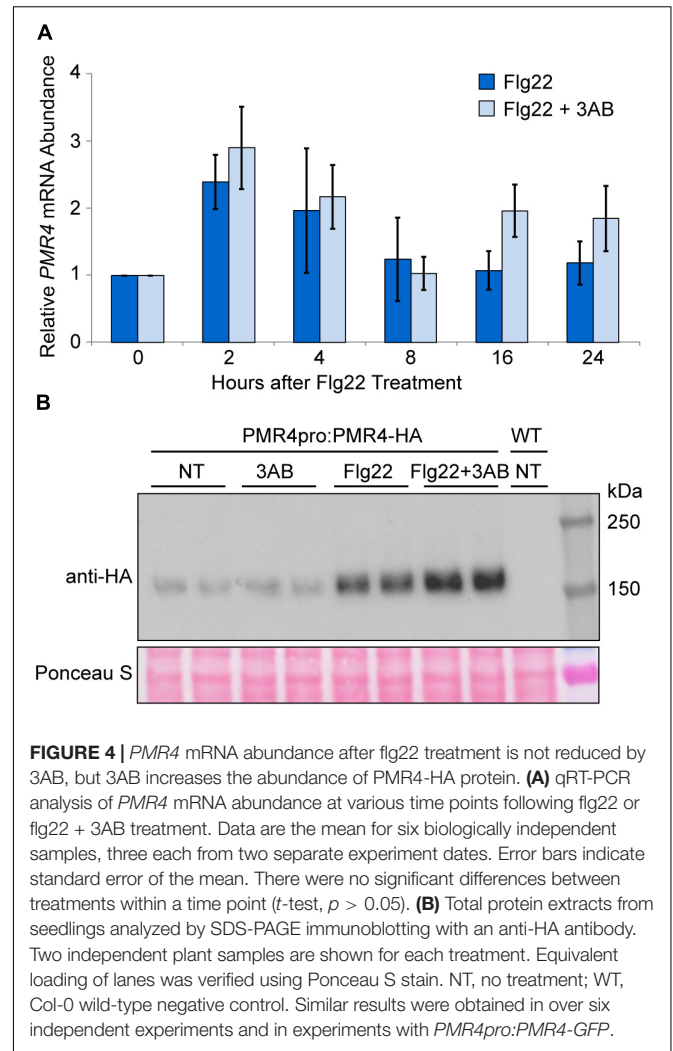 A
Relative PMR4 mRNA Abundance
4
3
2
1
0
Flg22
Flg22 + 3AB
0 2 4 8 16 24
Hours after Flg22 Treatment
B
PMR4pro:PMR4-HA WT
NT 3AB Flg22 Flg22+3AB NT
kDa
250
anti-HA
150
Ponceau S
FIGURE 4 | PMR4 mRNA abundance after flg22 treatment is not reduced by
3AB, but 3AB increases the abundance of PMR4-HA protein. (A) qRT-PCR
analysis of PMR4 mRNA abundance at various time points following flg22 or
flg22 + 3AB treatment. Data are the mean for six biologically independent
samples, three each from two separate experiment dates. Error bars indicate
standard error of the mean. There were no significant differences between
treatments within a time point (t-test, p > 0.05). (B) Total protein extracts from
seedlings analyzed by SDS-PAGE immunoblotting with an anti-HA antibody.
Two independent plant samples are shown for each treatment. Equivalent
loading of lanes was verified using Ponceau S stain. NT, no treatment; WT,
Col-0 wild-type negative control. Similar results were obtained in over six
independent experiments and in experiments with PMR4pro:PMR4-GFP.